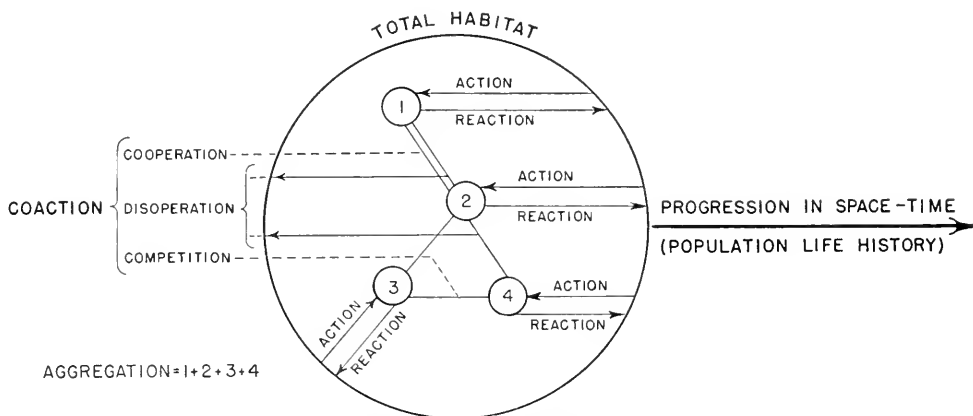 TOTAL HABITAT
ACTION
1
REACTION
COOPERATION
ACTION
2
COACTION
DISOPERATION
REACTION
PROGRESSION IN SPACE-TIME
(POPULATION LIFE HISTORY)
COMPETITION
3
4
ACTION
ACTION
REACTION
REACTION
AGGREGATION=1+2+3+4